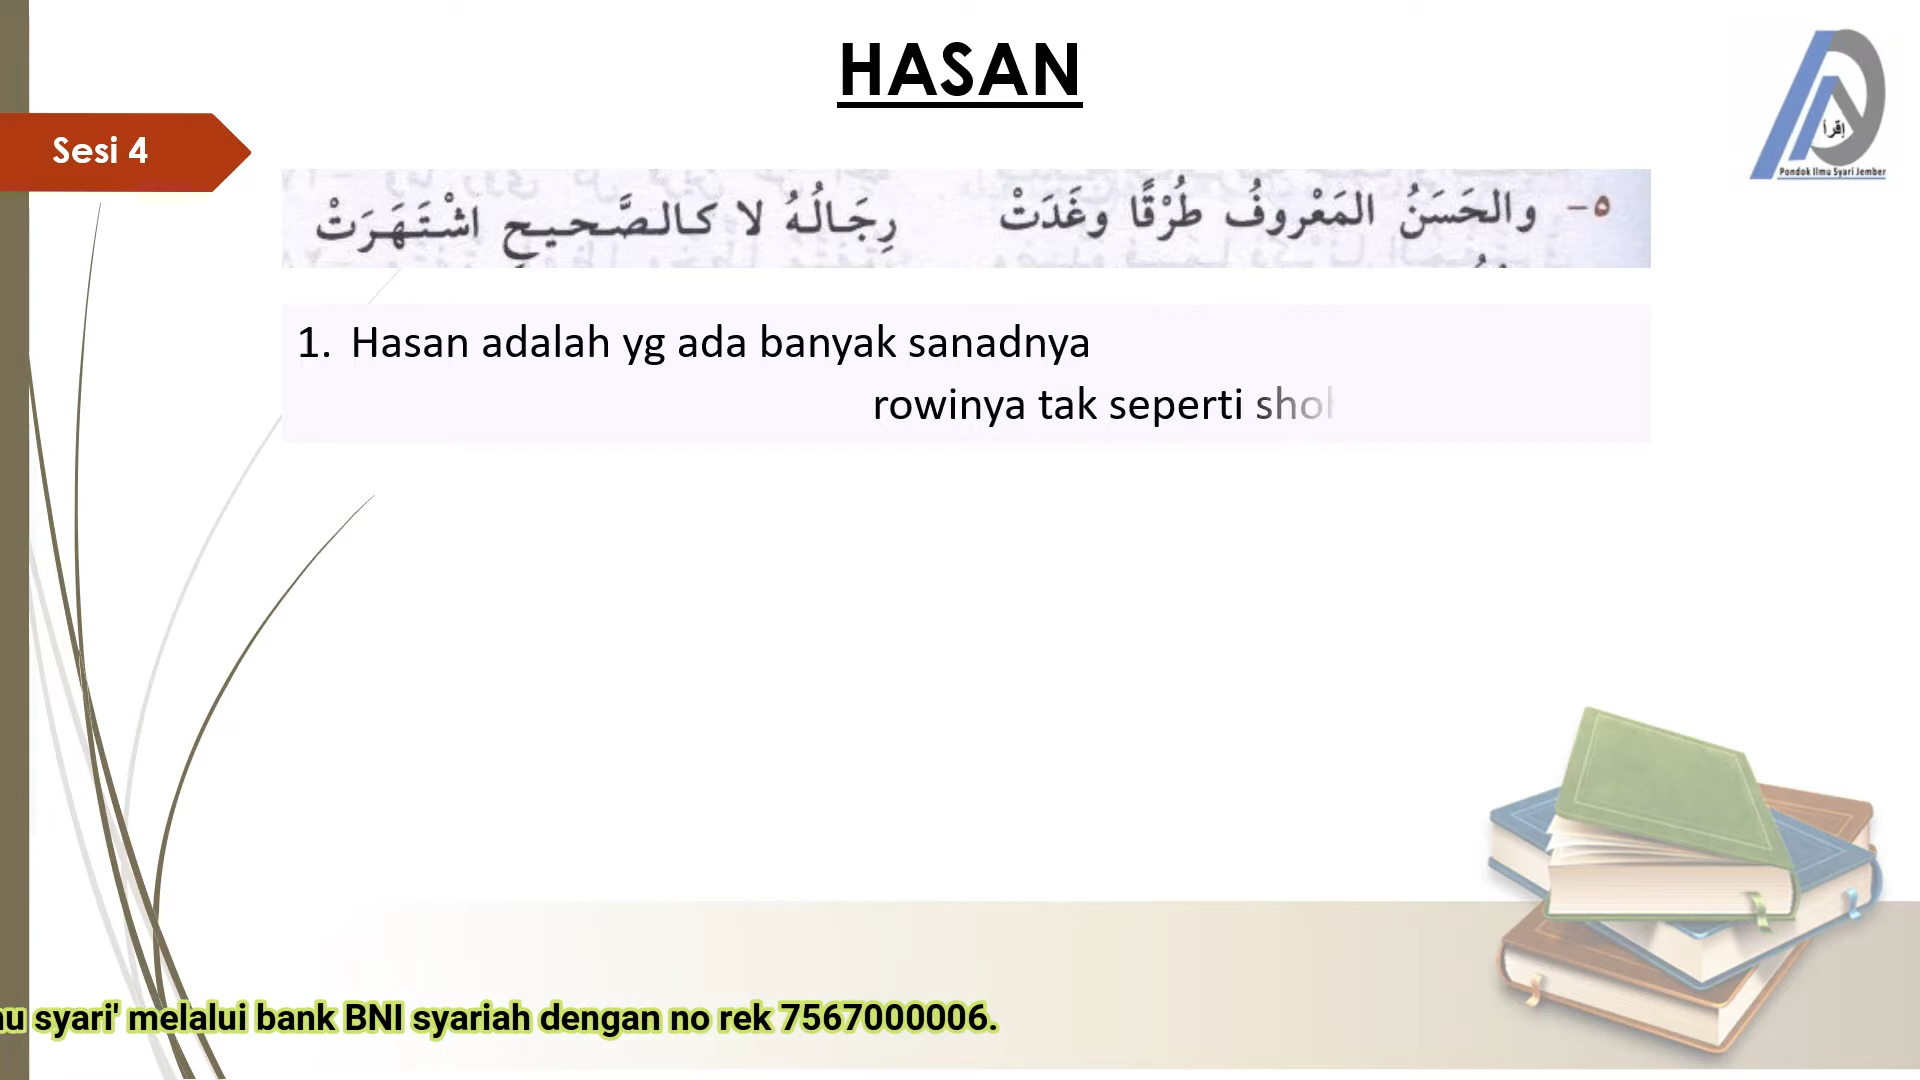 HASAN
Sesi 4
إقرأ
Pondok Ilmu Syari Jember
٥- والحَسَنُ المَعْروفُ طُرْقًا وغَدَتْ رِجَالُهُ لا كالصَّحيحِ اشْتَهَرَتْ
1. Hasan adalah yg ada banyak sanadnya
rowinya tak seperti sho
syari' melalui bank BNI syariah dengan no rek 7567000006.